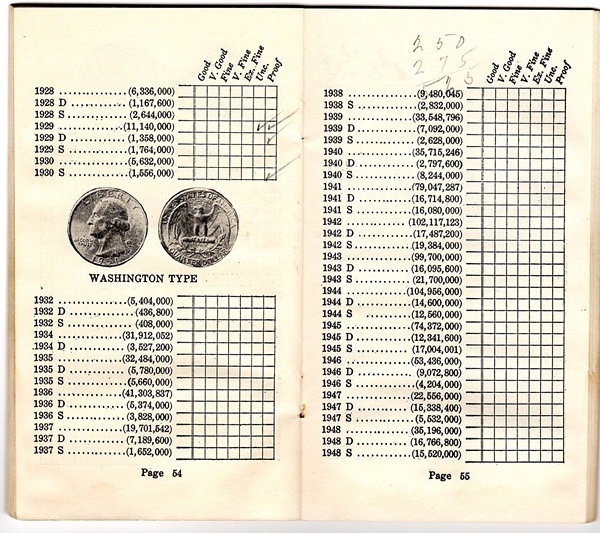 Good V. Good Fine V. Fine Ex. Fine Unc. Proof
1928 ..............(6,336,000)
1928 D ............(1,167,600)
1928 S ............(2,644,000)
1929 .............(11,140,000)
1929 D ............(1,358,000)
1929 S ............(1,764,000)
1930 ..............(5,632,000)
1930 S ............(1,556,000)
WASHINGTON TYPE
1932 ..............(5,404,000)
1932 D ..............(436,800)
1932 S ..............(408,000)
1934 .............(31,912,052)
1934 D ............(3,527,200)
1935 .............(32,484,000)
1935 D ............(5,780,000)
1935 S ............(5,660,000)
1936 .............(41,303,837)
1936 D ............(5,374,000)
1936 S ............(3,828,000)
1937 .............(19,701,542)
1937 D ............(7,189,600)
1937 S ............(1,652,000)
Page 54
250
275
Good V. Good Fine V. Fine Ex. Fine Unc. Proof
1938 ..............(9,480,045)
1938 S ............(2,832,000)
1939 .............(33,548,796)
1939 D ............(7,092,000)
1939 S ............(2,628,000)
1940 .............(35,715,246)
1940 D ............(2,797,600)
1940 S ............(8,244,000)
1941 .............(79,047,287)
1941 D ...........(16,714,800)
1941 S ...........(16,080,000)
1942 ............(102,117,123)
1942 D ...........(17,487,200)
1942 S ...........(19,384,000)
1943 .............(99,700,000)
1943 D ...........(16,095,600)
1943 S ...........(21,700,000)
1944 ............(104,956,000)
1944 D ...........(14,600,000)
1944 S ...........(12,560,000)
1945 .............(74,372,000)
1945 D ...........(12,341,600)
1945 S ...........(17,004,001)
1946 .............(53,436,000)
1946 D ............(9,072,800)
1946 S ............(4,204,000)
1947 .............(22,556,000)
1947 D ...........(15,338,400)
1947 S ............(5,532,000)
1948 .............(35,196,000)
1948 D ...........(16,766,800)
1948 S ...........(15,520,000)
Page 55